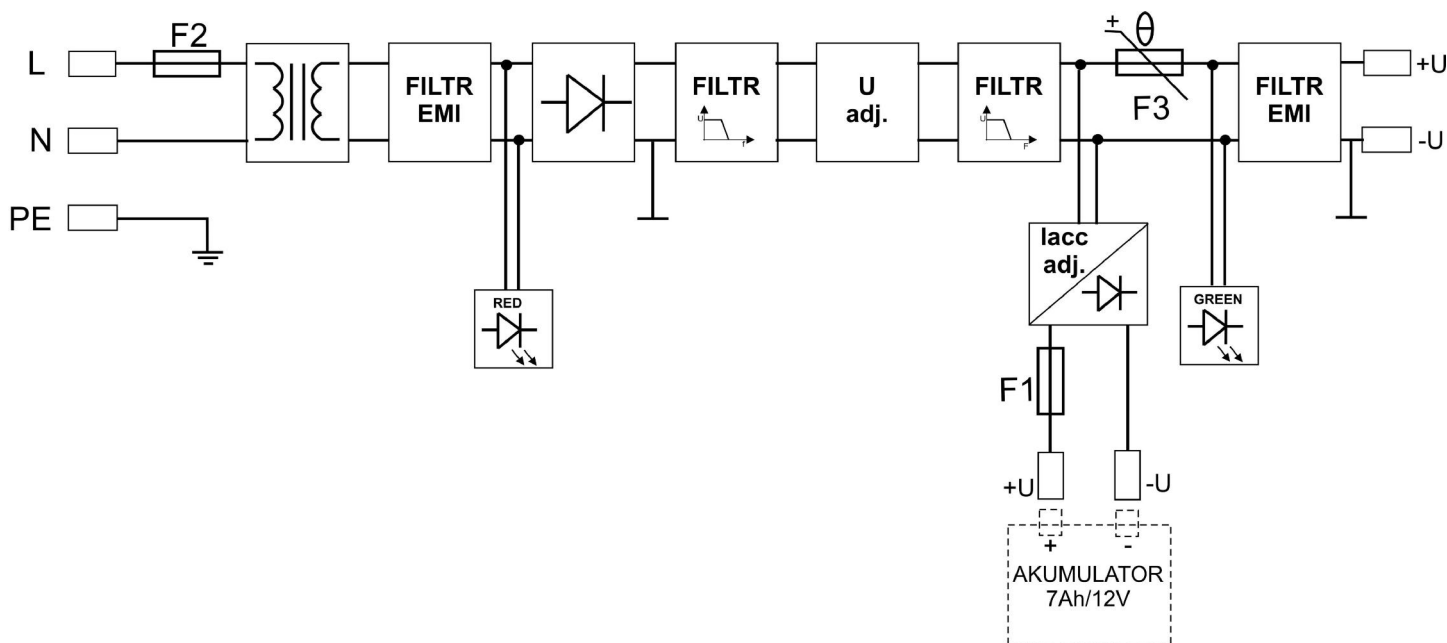 L
F2
N
PE
FILTR
EMI
RED
FILTR
U
f
U
adj.
FILTR
U
F
+
θ
F3
FILTR
EMI
+U
-U
Iacc
adj.
GREEN
F1
+U
-U
+
-
AKUMULATOR
7Ah/12V